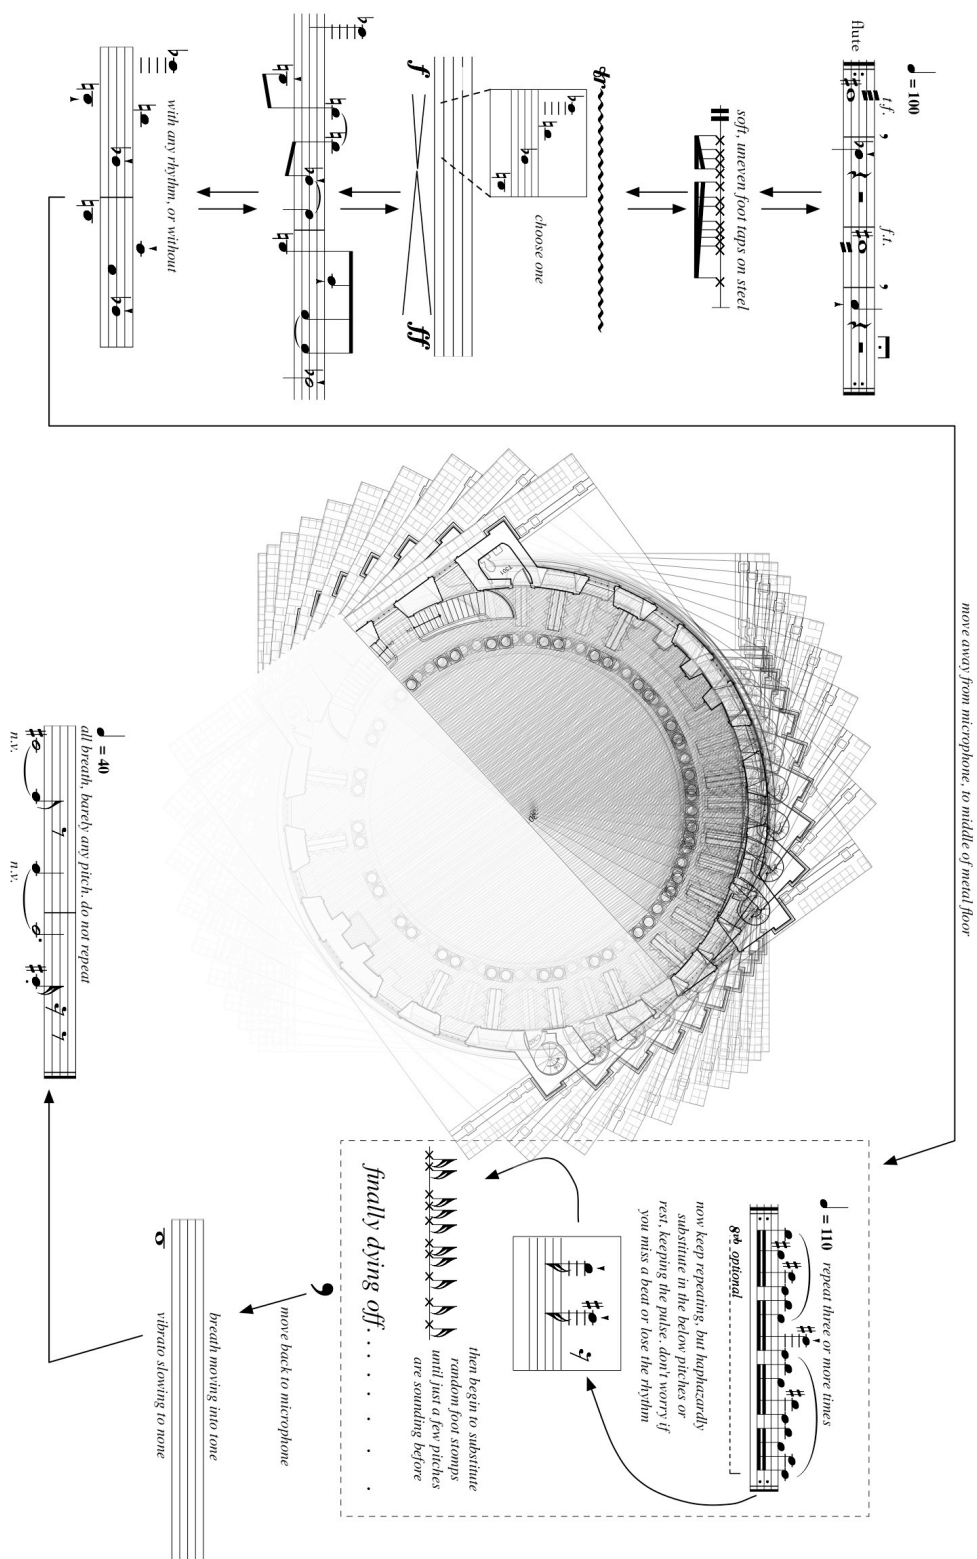 flute
= 100
t.f.
f.t.
soft, uneven foot taps on steel
tr
choose one
f
ff
with any rhythm, or without
move away from microphone, to middle of metal floor
= 110 repeat three or more times
8vb optional
now keep repeating, but haphazardly
substitute in the below pitches or
rest, keeping the pulse. don't worry if
you miss a beat or lose the rhythm
then begin to substitute
random foot stomps
until just a few pitches
are sounding before
finally dying off . . . . . . . .
move back to microphone
breath moving into tone
vibrato slowing to none
= 40
all breath, barely any pitch. do not repeat
n.v.
n.v.